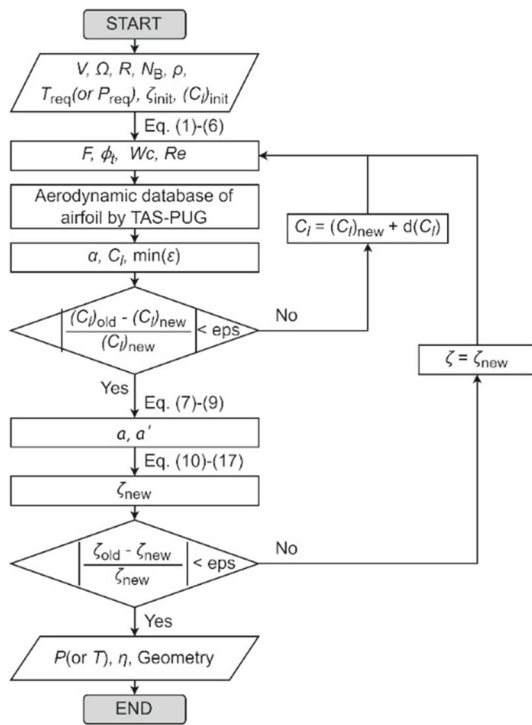 START
V, Ω, R, N_B, ρ,
T_req(or P_req), ζ_init, (C_l)_init
Eq. (1)-(6)
F, ϕ_t, Wc, Re
Aerodynamic database of
airfoil by TAS-PUG
α, C_l, min(ε)
|(C_l)_old - (C_l)_new
(C_l)_new| < eps
No
C_l = (C_l)_new + d(C_l)
Yes
Eq. (7)-(9)
a, a'
Eq. (10)-(17)
ζ_new
|ζ_old - ζ_new
ζ_new| < eps
No
ζ = ζ_new
Yes
P(or T), η, Geometry
END